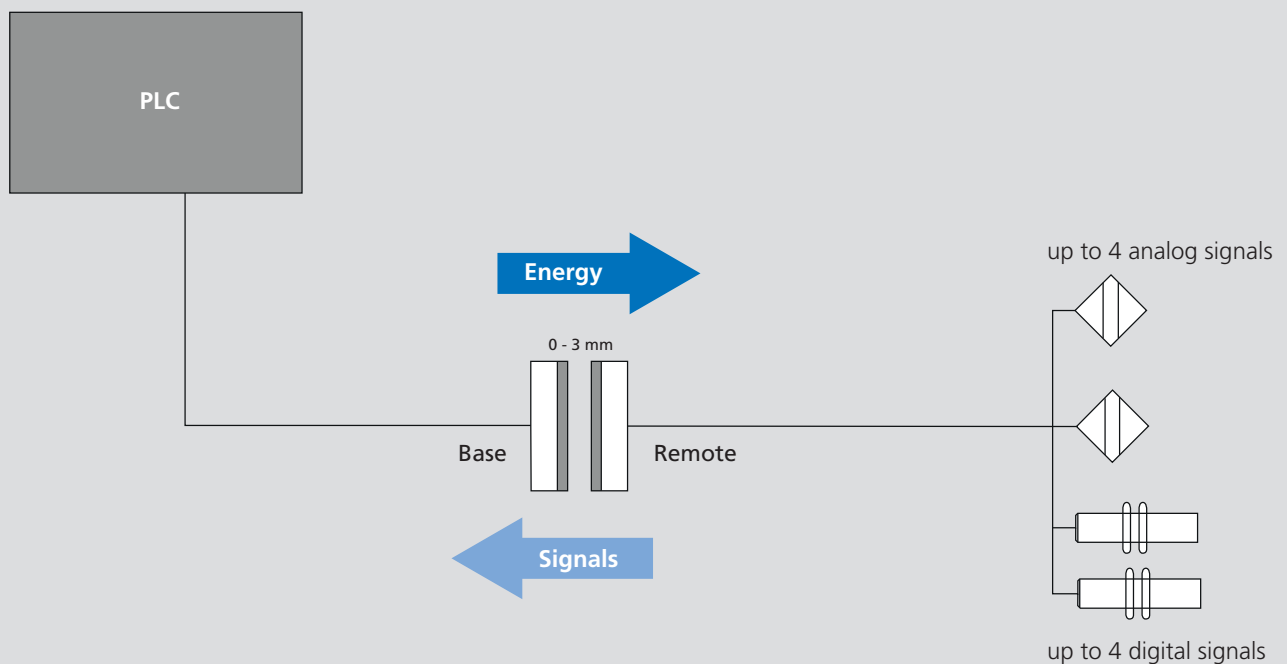 PLC
up to 4 analog signals
Energy
0 - 3 mm
Base
Remote
Signals
up to 4 digital signals